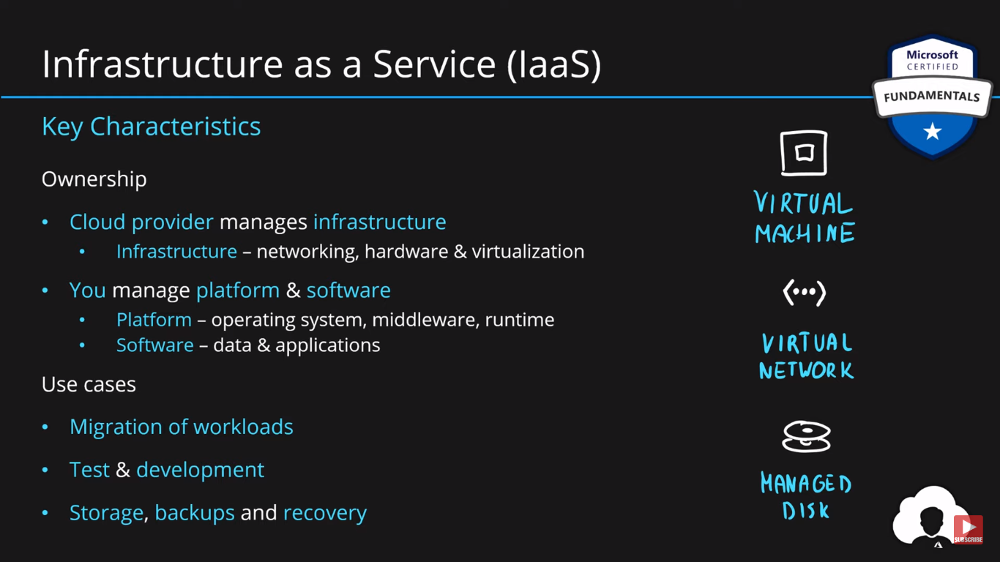 Infrastructure as a Service (IaaS)
Microsoft
CERTIFIED
FUNDAMENTALS
Key Characteristics
Ownership
• Cloud provider manages infrastructure
• Infrastructure – networking, hardware & virtualization
• You manage platform & software
• Platform – operating system, middleware, runtime
• Software – data & applications
Use cases
• Migration of workloads
• Test & development
• Storage, backups and recovery
VIRTUAL
MACHINE
VIRTUAL
NETWORK
MANAGED
DISK
SUBSCRIBE